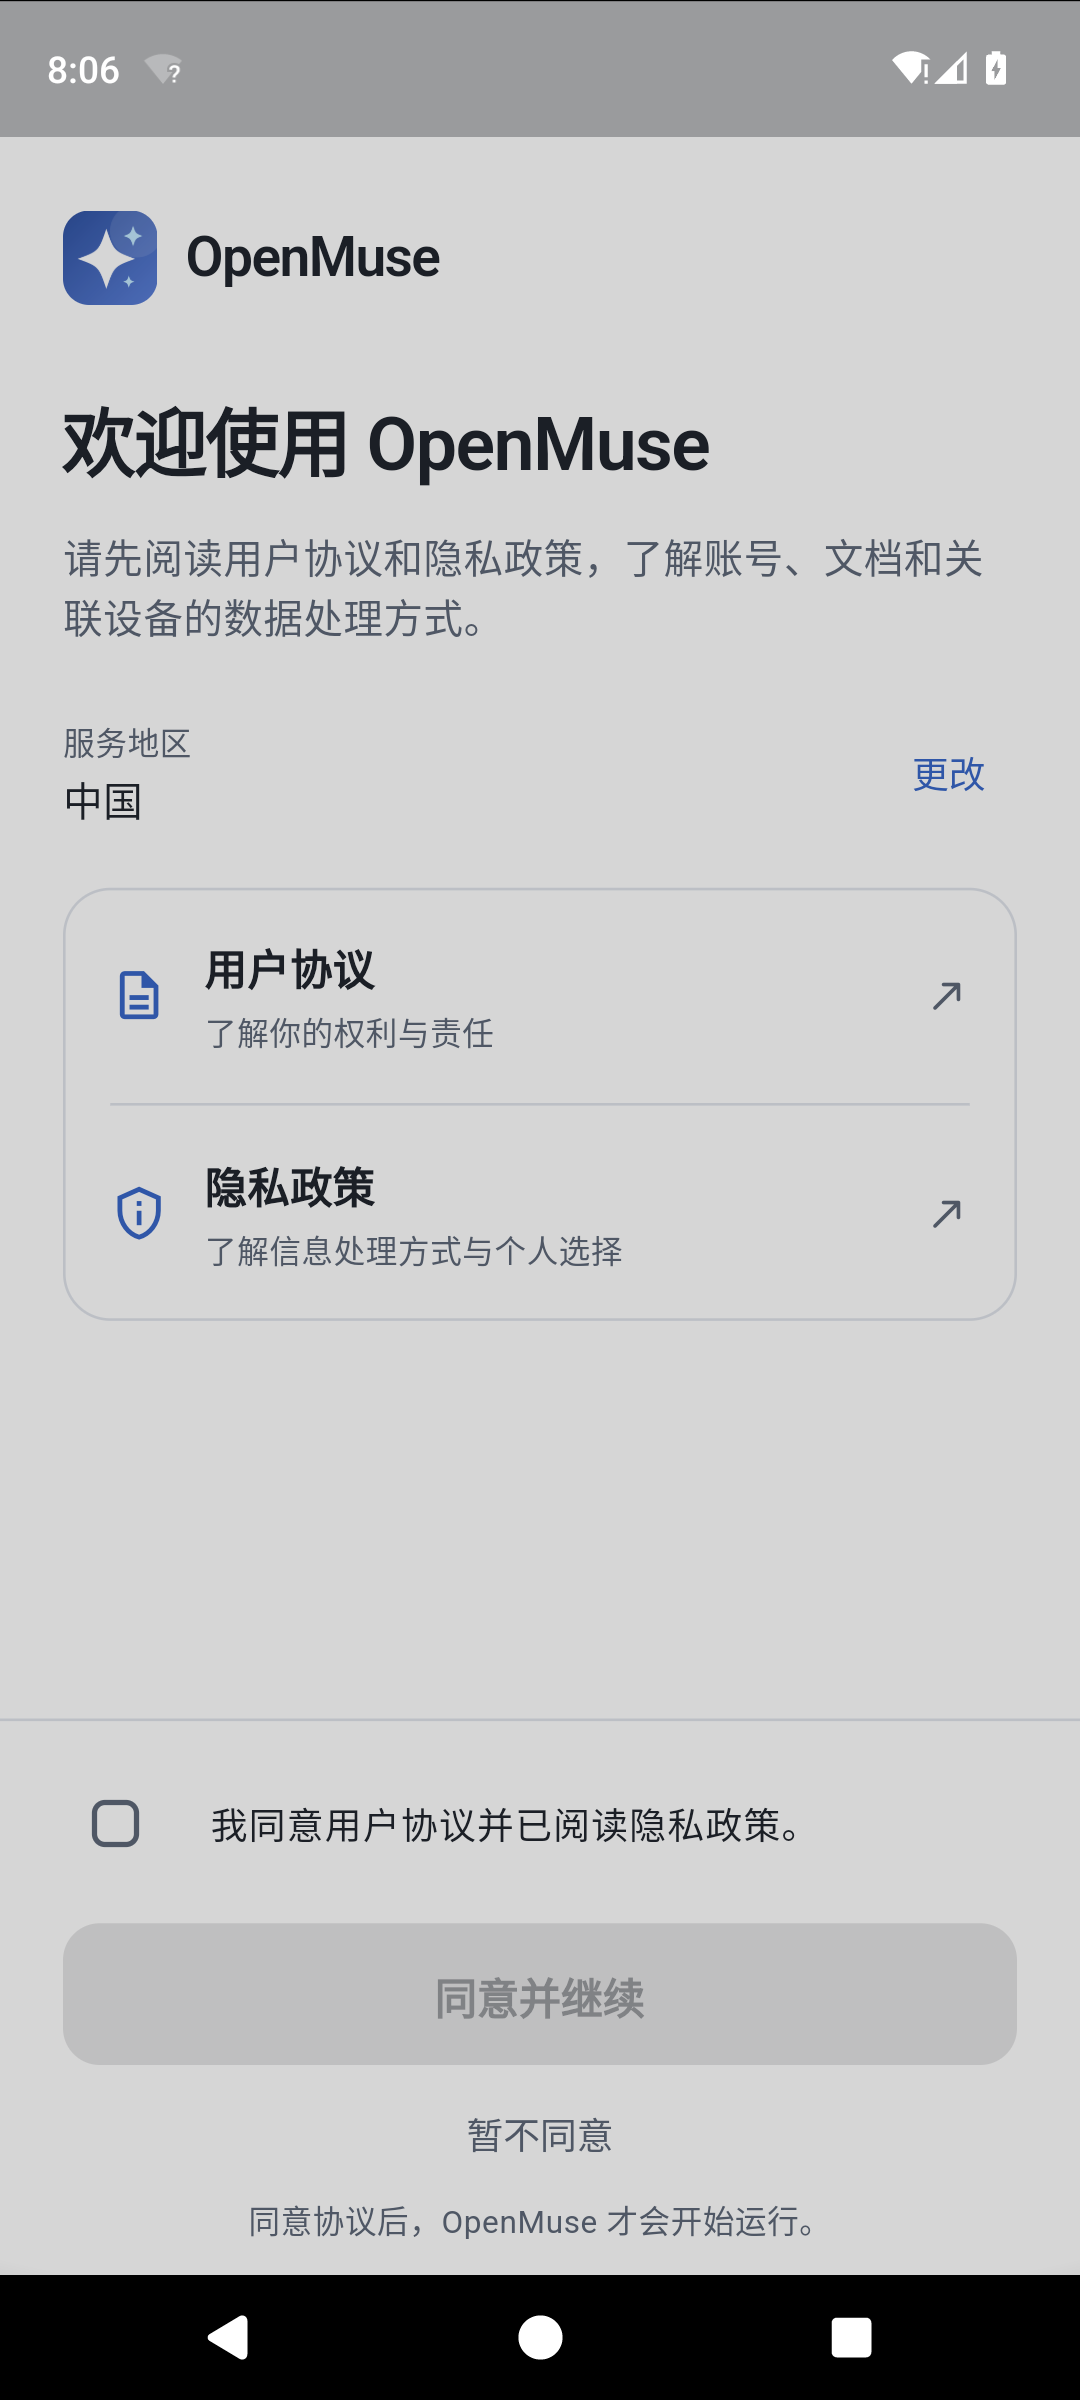 8:06
OpenMuse
欢迎使用 OpenMuse
请先阅读用户协议和隐私政策，了解账号、文档和关
联设备的数据处理方式。
服务地区
中国
更改
用户协议
了解你的权利与责任
隐私政策
了解信息处理方式与个人选择
我同意用户协议并已阅读隐私政策。
同意并继续
暂不同意
同意协议后，OpenMuse 才会开始运行。